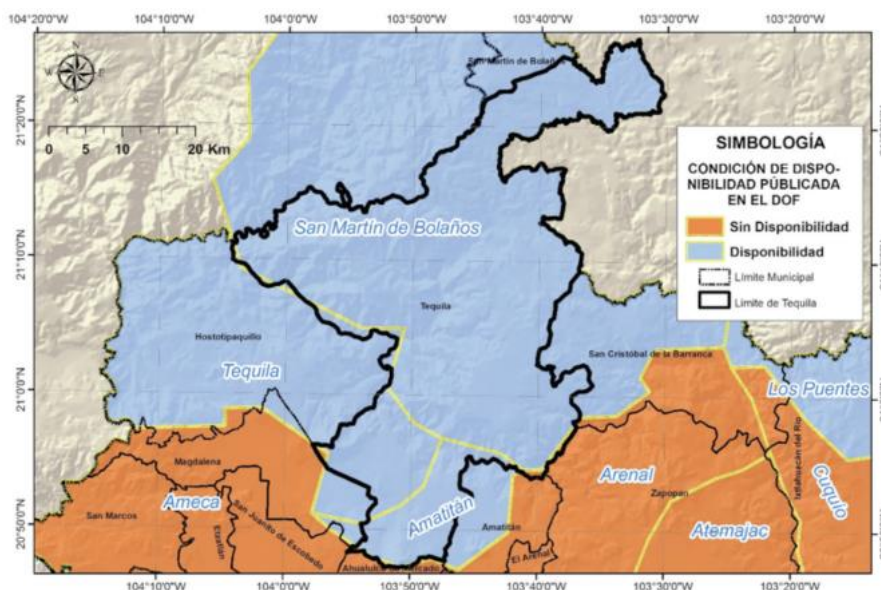 104°20'0"W
104°10'0"W
104°0'0"W
103°50'0"W
103°40'0"W
103°30'0"W
103°20'0"W
N
W
E
S
0 5 10 20 Km
21°20'0"N
21°10'0"N
21°0'0"N
20°50'0"N
San Martín de Bolaños
SIMBOLOGÍA
CONDICIÓN DE DISPO-
NIBILIDAD PÚBLICADA
EN EL DOF
Sin Disponibilidad
Disponibilidad
Límite Municipal
Límite de Tequila
San Martín de Bolaños
Tequila
Hostotipaquillo
Tequila
San Cristóbal de la Barranca
Los Puentes
Magdalena
San Marcos
Ameca
Etzatlán
San Juanito de Escobedo
Amatitán
Amatitán
Arenal
Zapopan
Ixtlahuacán del Río
Cuquío
Atemajac
El Arenal
Ahualulco de Mercado
104°10'0"W
104°0'0"W
103°50'0"W
103°40'0"W
103°30'0"W
103°20'0"W